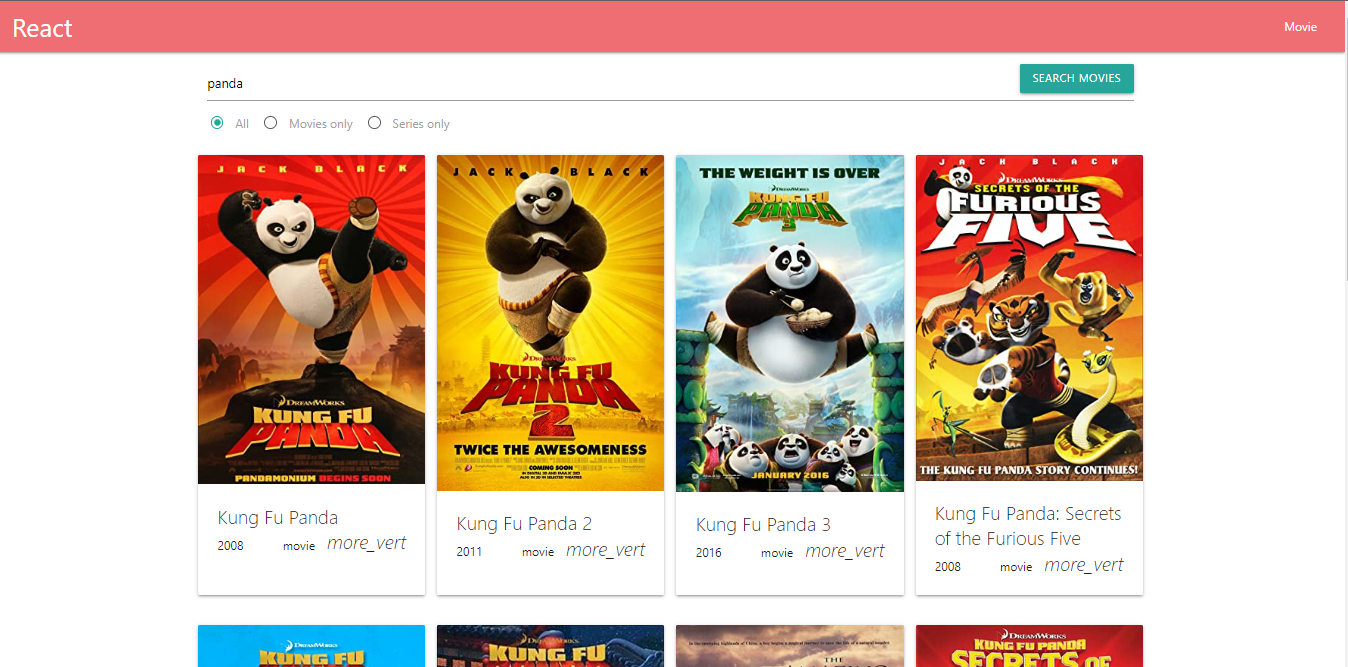 React
Movie
panda
SEARCH MOVIES
All
Movies only
Series only
JACK BLACK
DREAMWORKS
KUNG FU
PANDA
PANDAMONIUM BEGINS SOON
Kung Fu Panda
2008
movie
more_vert
JACK BLACK
DREAMWORKS
KUNG FU
PANDA
2
TWICE THE AWESOMENESS
COMING SOON
Kung Fu Panda 2
2011
movie
more_vert
THE WEIGHT IS OVER
DREAMWORKS
KUNG FU
PANDA
3
JANUARY 2016
Kung Fu Panda 3
2016
movie
more_vert
JACK BLACK
DREAMWORKS
SECRETS OF THE
FURIOUS
FIVE
THE KUNG FU PANDA STORY CONTINUES!
Kung Fu Panda: Secrets
of the Furious Five
2008
movie
more_vert
DREAMWORKS
KUNG FU
DREAMWORKS
KUNG FU
THE
DREAMWORKS
KUNG FU PANDA
SECRETS OF